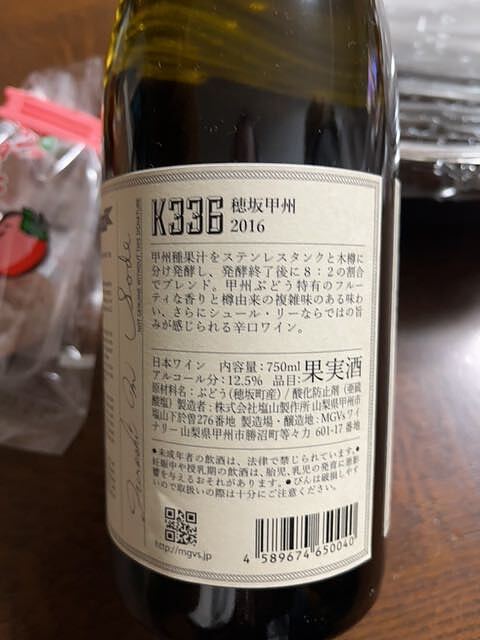 K336 穂坂甲州
2016
甲州種果汁をステンレスタンクと木樽に
分け発酵し、発酵終了後に８：２の割合
でブレンド。甲州ぶどう特有のフルー
ティな香りと樽由来の複雑味のある味わ
い、さらにシュール・リーならではの旨
みが感じられる辛口ワイン。
日本ワイン 内容量：750ml 果実酒
アルコール分：12.5% 品目：
原材料名：ぶどう(穂坂町産) / 酸化防止剤(亜硫
酸塩) 製造者：株式会社塩山製作所 山梨県甲州市
塩山下於曽276番地 製造場・醸造地：MGVsワイ
ナリー 山梨県甲州市勝沼町等々力 601-17 番地
●未成年者の飲酒は、法律で禁じられています。●
妊娠中や授乳期の飲酒は、胎児、乳児の発育に悪影
響を与えるおそれがあります。●びんは破損しやす
いので取扱いの際は十分にご注意ください。
http://mgvs.jp
4 589674 650040
NOT GENUINE WITHOUT THIS SIGNATURE